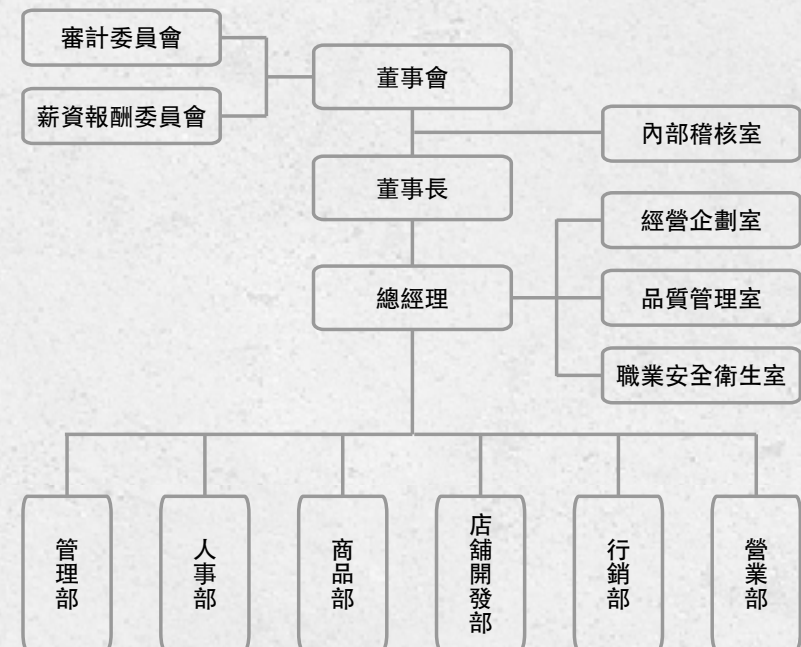 審計委員會
薪資報酬委員會
董事會
內部稽核室
董事長
經營企劃室
總經理
品質管理室
職業安全衛生室
管理部
人事部
商品部
店舖開發部
行銷部
營業部